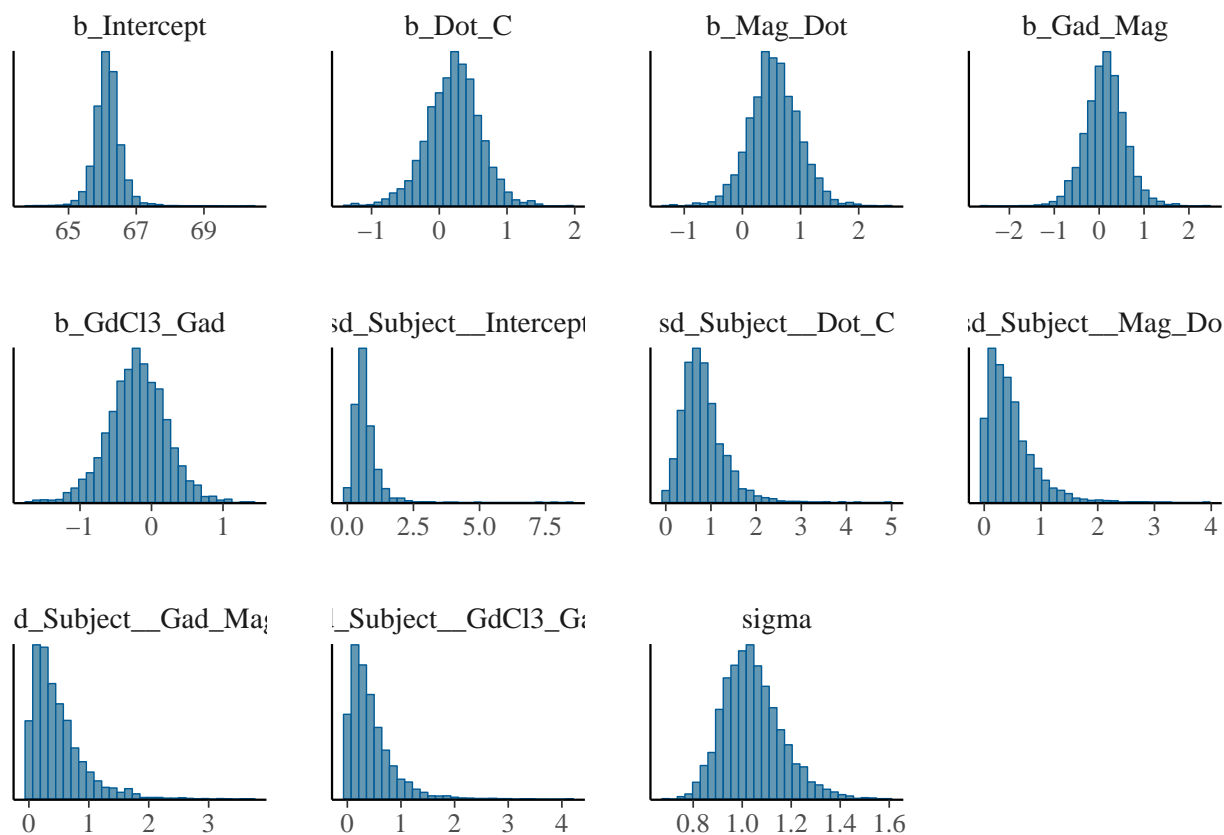 b_Intercept b_Dot_C b_Mag_Dot b_Gad_Mag
65 67 69 −1 0 1 2 −1 0 1 2 −2 −1 0 1 2
b_GdCl3_Gad sd_Subject__Intercept sd_Subject__Dot_C sd_Subject__Mag_Do
−1 0 1 0.0 2.5 5.0 7.5 0 1 2 3 4 5 0 1 2 3 4
d_Subject__Gad_Mag l_Subject__GdCl3_Ga sigma
0 1 2 3 0 1 2 3 4 0.8 1.0 1.2 1.4 1.6